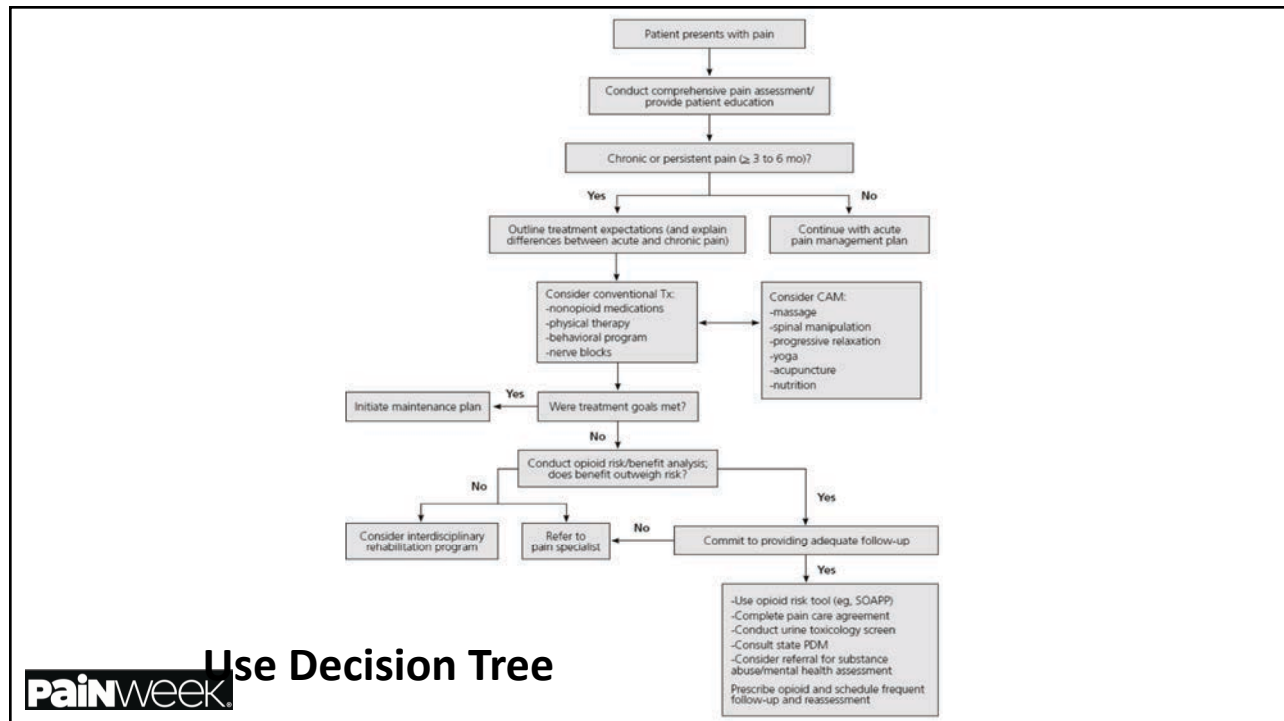 Patient presents with pain
Conduct comprehensive pain assessment/
provide patient education
Chronic or persistent pain (≥ 3 to 6 mo)?
Yes
No
Outline treatment expectations (and explain
differences between acute and chronic pain)
Continue with acute
pain management plan
Consider conventional Tx:
-nonopioid medications
-physical therapy
-behavioral program
-nerve blocks
Consider CAM:
-massage
-spinal manipulation
-progressive relaxation
-yoga
-acupuncture
-nutrition
Initiate maintenance plan
Yes
Were treatment goals met?
No
Conduct opioid risk/benefit analysis;
does benefit outweigh risk?
No
Yes
Consider interdisciplinary
rehabilitation program
Refer to
pain specialist
No
Commit to providing adequate follow-up
Yes
-Use opioid risk tool (eg, SOAPP)
-Complete pain care agreement
-Conduct urine toxicology screen
-Consult state PDM
-Consider referral for substance
abuse/mental health assessment
Prescribe opioid and schedule frequent
follow-up and reassessment
Use Decision Tree
PaiNWEEK.